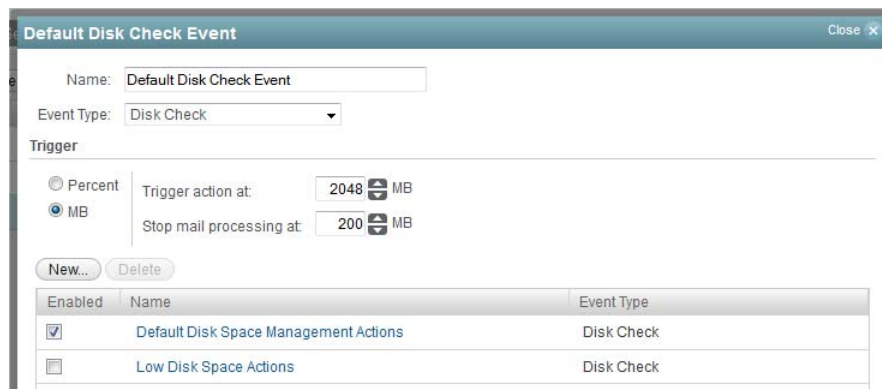 Default Disk Check Event
Close
Name: Default Disk Check Event
Event Type: Disk Check
Trigger
Percent
MB
Trigger action at: 2048 MB
Stop mail processing at: 200 MB
New... Delete
Enabled Name Event Type
Default Disk Space Management Actions Disk Check
Low Disk Space Actions Disk Check